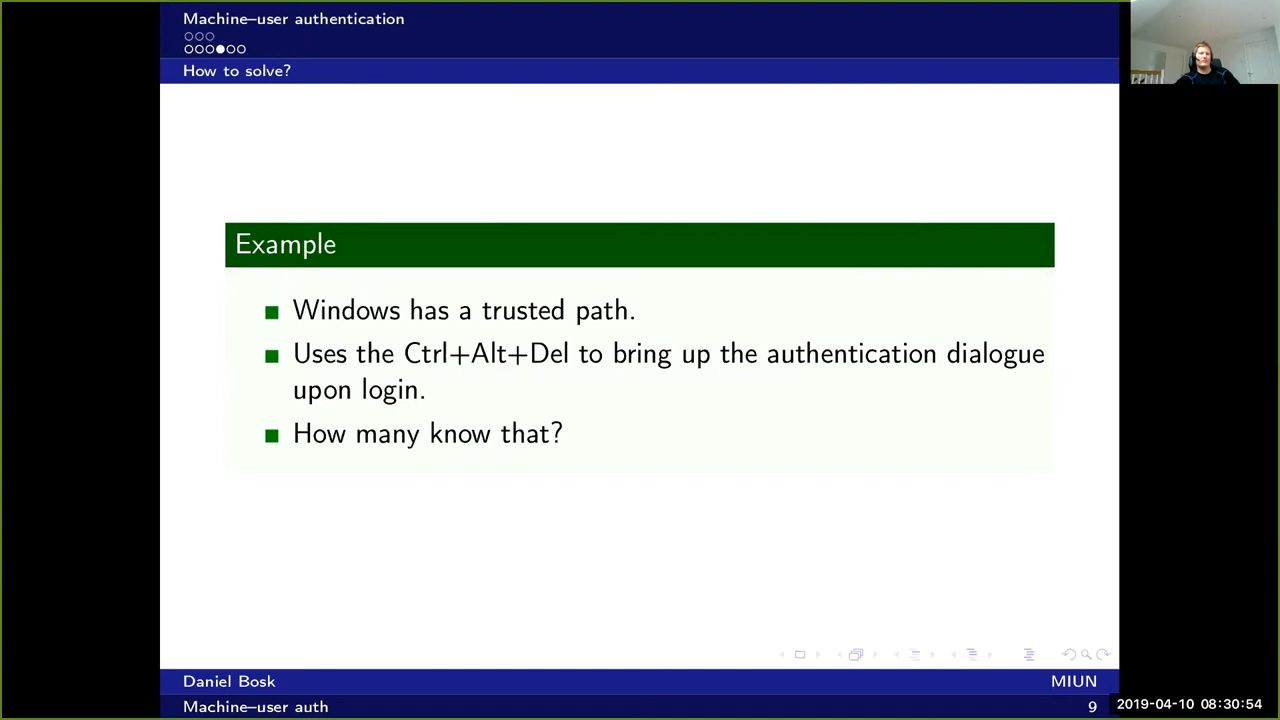 Machine–user authentication
How to solve?
Example
Windows has a trusted path.
Uses the Ctrl+Alt+Del to bring up the authentication dialogue
upon login.
How many know that?
Daniel Bosk
MIUN
Machine–user auth
9
2019-04-10 08:30:54